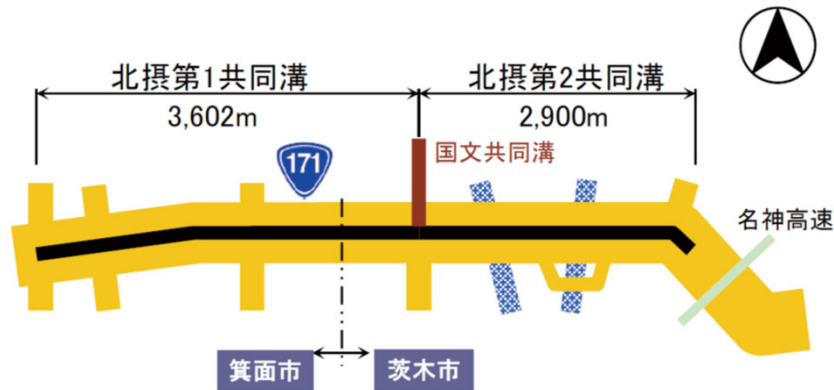 北摂第1共同溝
北摂第2共同溝
3,602m
2,900m
171
国文共同溝
名神高速
箕面市
茨木市